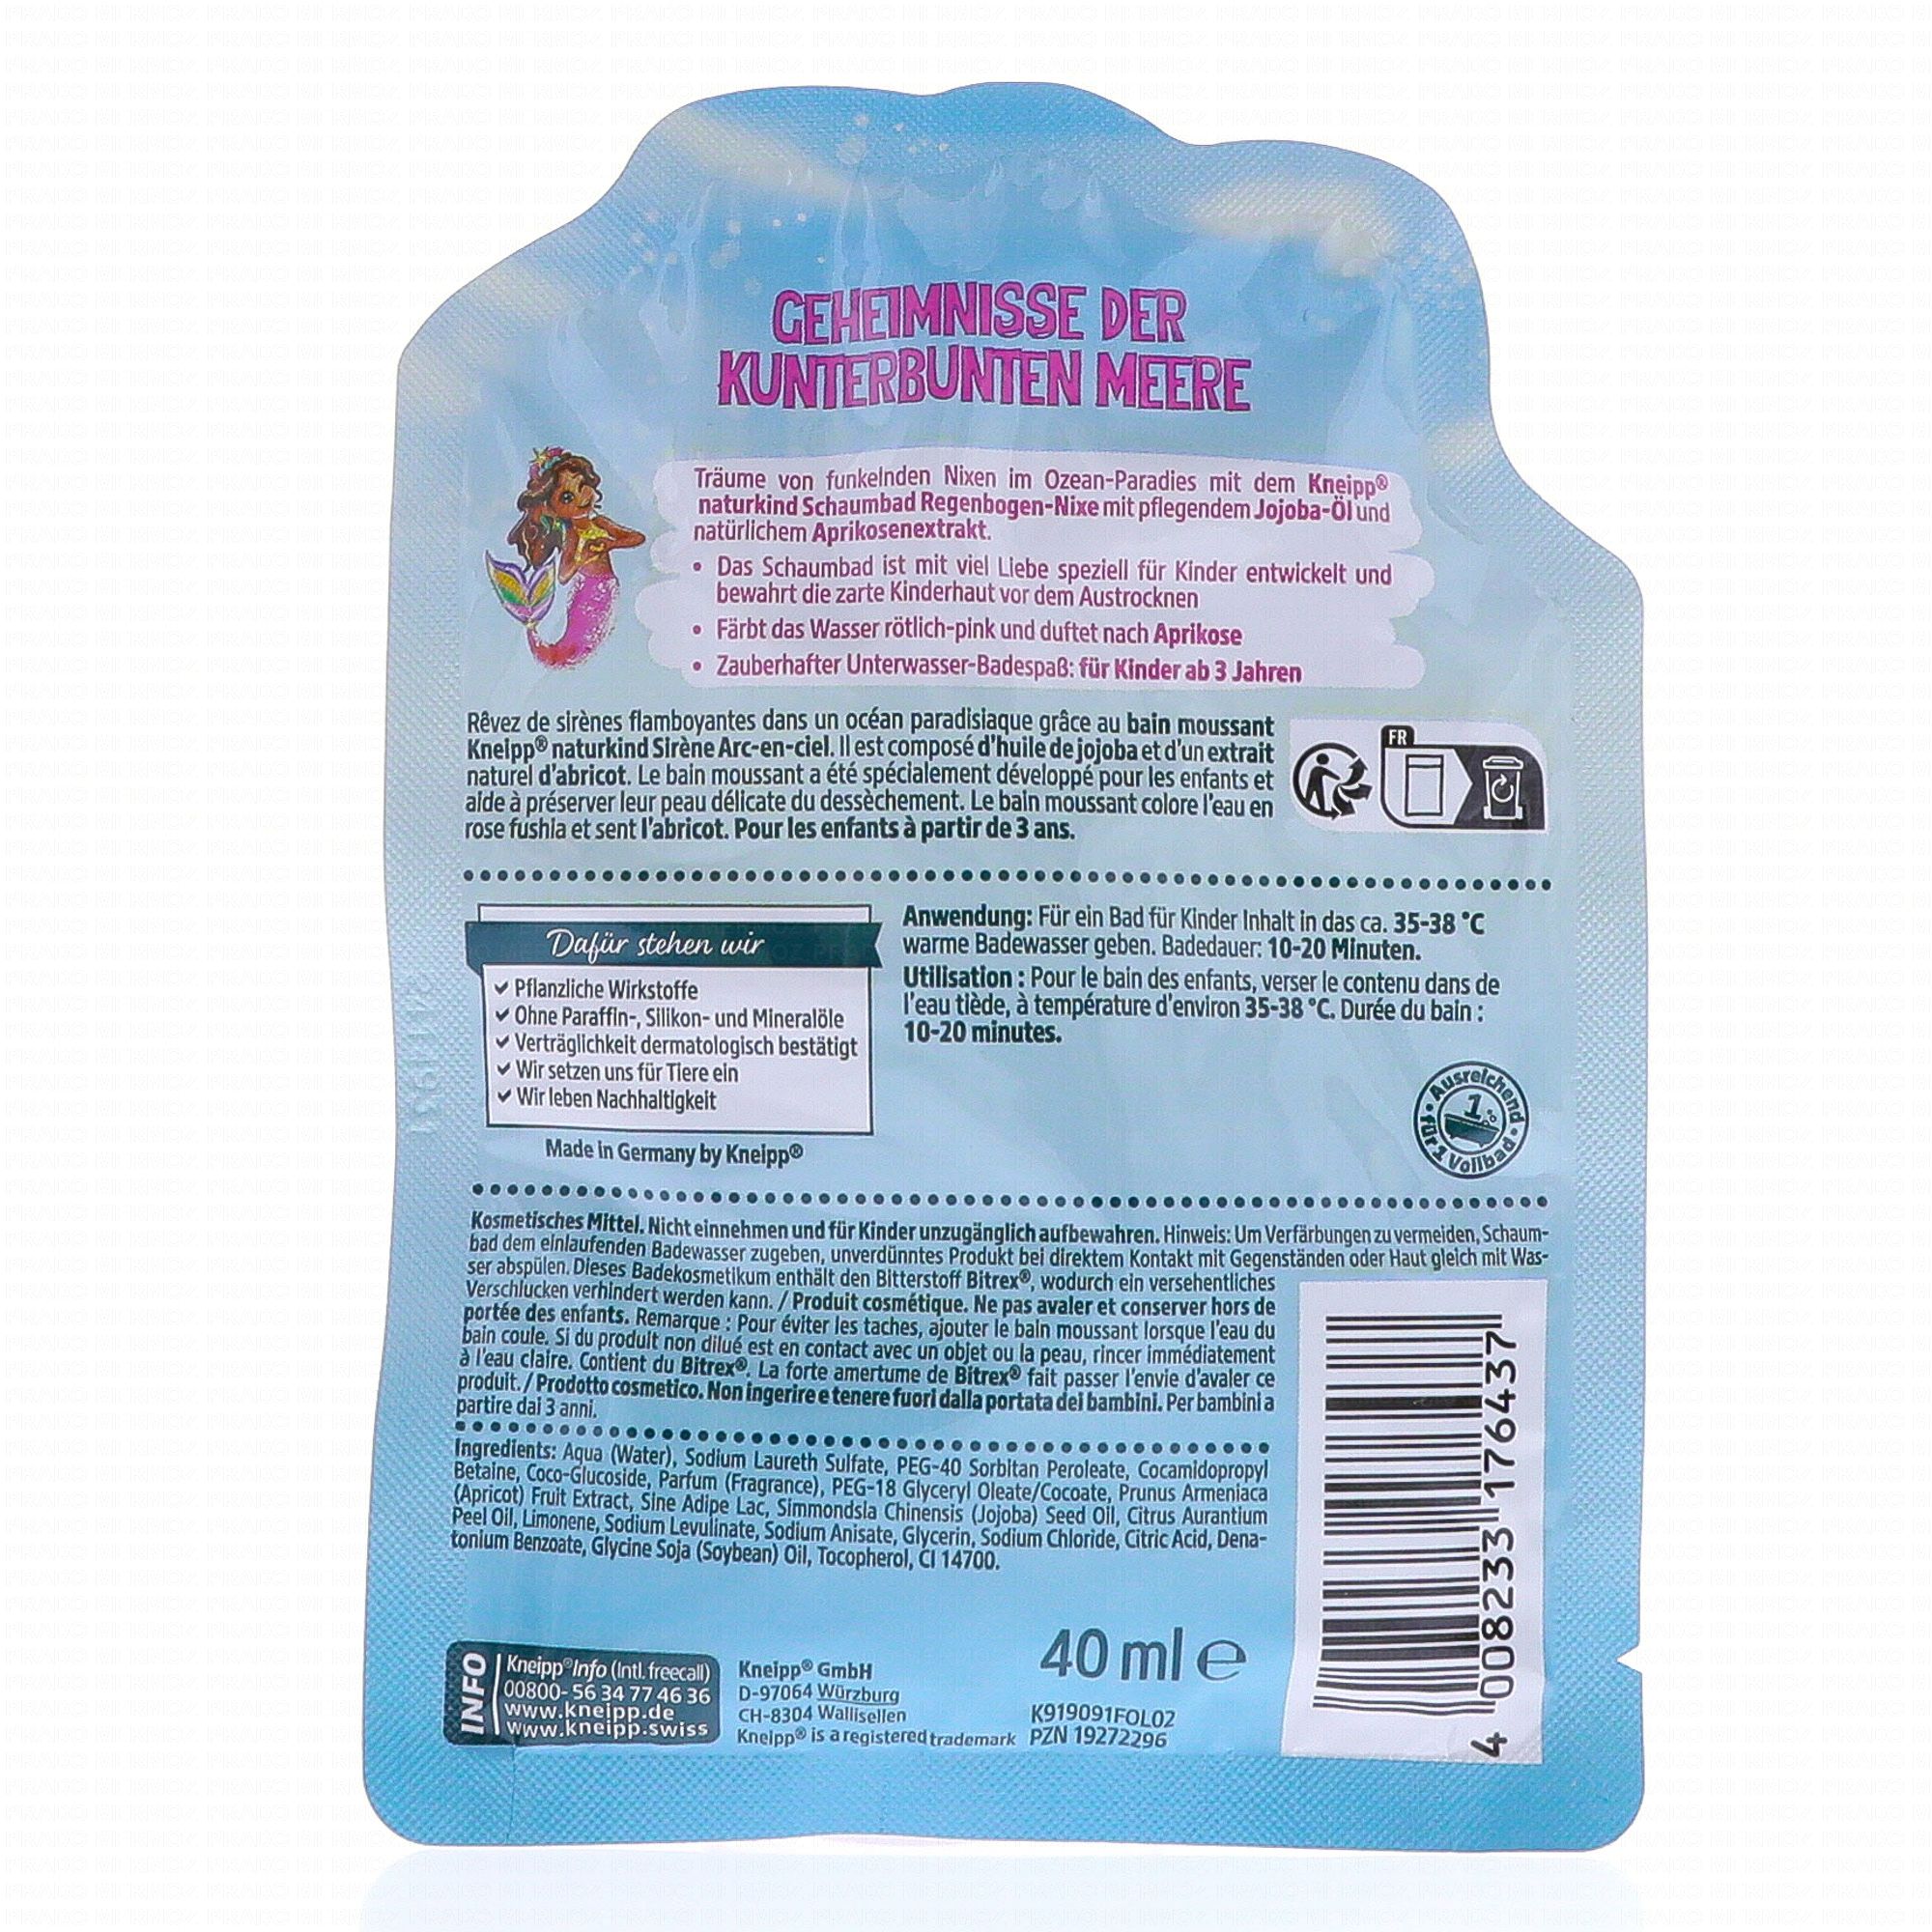 GEHEIMNISSE DER
KUNTERBUNTEN MEERE
Träume von funkelnden Nixen im Ozean-Paradies mit dem Kneipp®
naturkind Schaumbad Regenbogen-Nixe mit pflegendem Jojoba-Öl und
natürlichem Aprikosenextrakt.
• Das Schaumbad ist mit viel Liebe speziell für Kinder entwickelt und
bewahrt die zarte Kinderhaut vor dem Austrocknen
• Färbt das Wasser rötlich-pink und duftet nach Aprikose
• Zauberhafter Unterwasser-Badespaß: für Kinder ab 3 Jahren
Rêvez de sirènes flamboyantes dans un océan paradisiaque grâce au bain moussant
Kneipp® naturkind Sirène Arc-en-ciel. Il est composé d'huile de jojoba et d'un extrait
naturel d'abricot. Le bain moussant a été spécialement développé pour les enfants et
aide à préserver leur peau délicate du dessèchement. Le bain moussant colore l'eau en
rose fushia et sent l'abricot. Pour les enfants à partir de 3 ans.
FR
Dafür stehen wir
✓ Pflanzliche Wirkstoffe
✓ Ohne Paraffin-, Silikon- und Mineralöle
✓ Verträglichkeit dermatologisch bestätigt
✓ Wir setzen uns für Tiere ein
✓ Wir leben Nachhaltigkeit
Made in Germany by Kneipp®
Anwendung: Für ein Bad für Kinder Inhalt in das ca. 35-38 °C
warme Badewasser geben. Badedauer: 10-20 Minuten.
Utilisation : Pour le bain des enfants, verser le contenu dans de
l'eau tiède, à température d'environ 35-38 °C. Durée du bain :
10-20 minutes.
• Ausreichend • für 1 Vollbad
1
Kosmetisches Mittel. Nicht einnehmen und für Kinder unzugänglich aufbewahren. Hinweis: Um Verfärbungen zu vermeiden, Schaum-
bad dem einlaufenden Badewasser zugeben, unverdünntes Produkt bei direktem Kontakt mit Gegenständen oder Haut gleich mit Was-
ser abspülen. Dieses Badekosmetikum enthält den Bitterstoff Bitrex®, wodurch ein versehentliches
Verschlucken verhindert werden kann. / Produit cosmétique. Ne pas avaler et conserver hors de
portée des enfants. Remarque : Pour éviter les taches, ajouter le bain moussant lorsque l'eau du
bain coule. Si du produit non dilué est en contact avec un objet ou la peau, rincer immédiatement
à l'eau claire. Contient du Bitrex®. La forte amertume de Bitrex® fait passer l'envie d'avaler ce
produit. / Prodotto cosmetico. Non ingerire e tenere fuori dalla portata dei bambini. Per bambini a
partire dai 3 anni.
Ingredients: Aqua (Water), Sodium Laureth Sulfate, PEG-40 Sorbitan Peroleate, Cocamidopropyl
Betaine, Coco-Glucoside, Parfum (Fragrance), PEG-18 Glyceryl Oleate/Cocoate, Prunus Armeniaca
(Apricot) Fruit Extract, Sine Adipe Lac, Simmondsia Chinensis (Jojoba) Seed Oil, Citrus Aurantium
Peel Oil, Limonene, Sodium Levulinate, Sodium Anisate, Glycerin, Sodium Chloride, Citric Acid, Dena-
tonium Benzoate, Glycine Soja (Soybean) Oil, Tocopherol, CI 14700.
INFO
Kneipp® Info (Intl. freecall)
00800- 56 34 77 46 36
www.kneipp.de
www.kneipp.swiss
Kneipp® GmbH
D-97064 Würzburg
CH-8304 Wallisellen
Kneipp® is a registered trademark
40 ml e
K919091FOL02
PZN 19272296
4 008233 176437